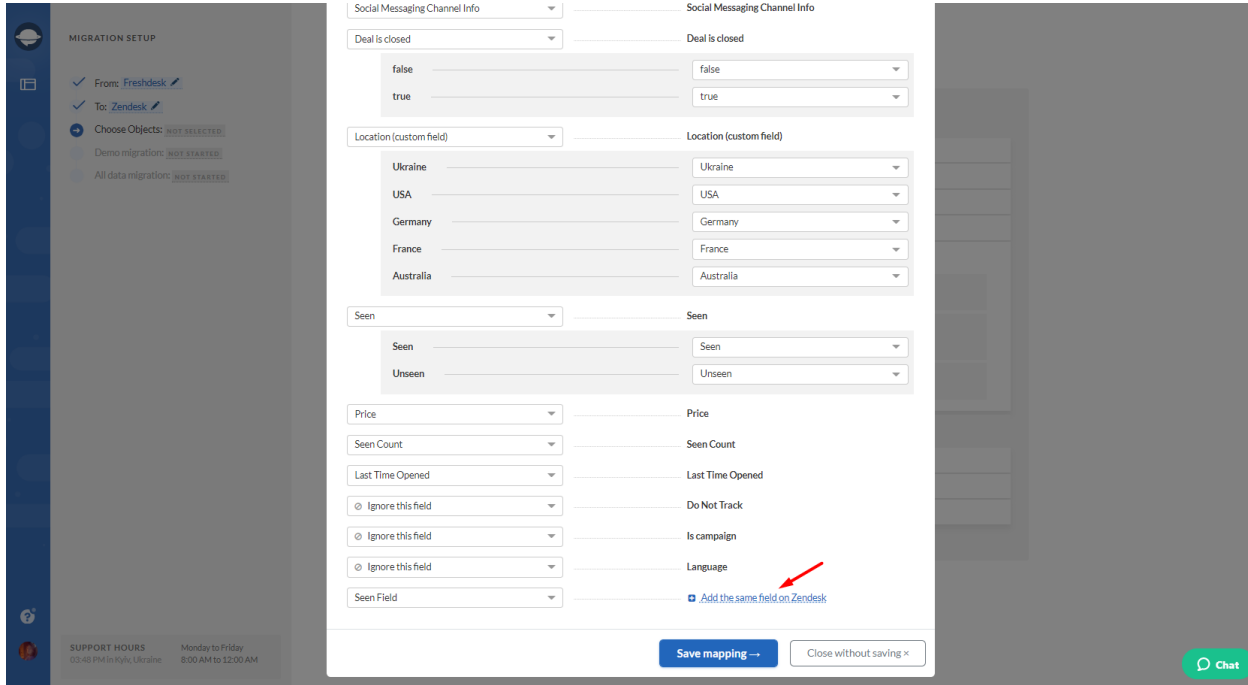 MIGRATION SETUP
From: Freshdesk
To: Zendesk
Choose Objects: NOT SELECTED
Demo migration: NOT STARTED
All data migration: NOT STARTED
SUPPORT HOURS Monday to Friday
03:48 PM in Kyiv, Ukraine 8:00 AM to 12:00 AM
Social Messaging Channel Info Social Messaging Channel Info
Deal is closed Deal is closed
false false
true true
Location (custom field) Location (custom field)
Ukraine Ukraine
USA USA
Germany Germany
France France
Australia Australia
Seen Seen
Seen Seen
Unseen Unseen
Price Price
Seen Count Seen Count
Last Time Opened Last Time Opened
Ignore this field Do Not Track
Ignore this field Is campaign
Ignore this field Language
Seen Field Add the same field on Zendesk
Save mapping → Close without saving ×
Chat